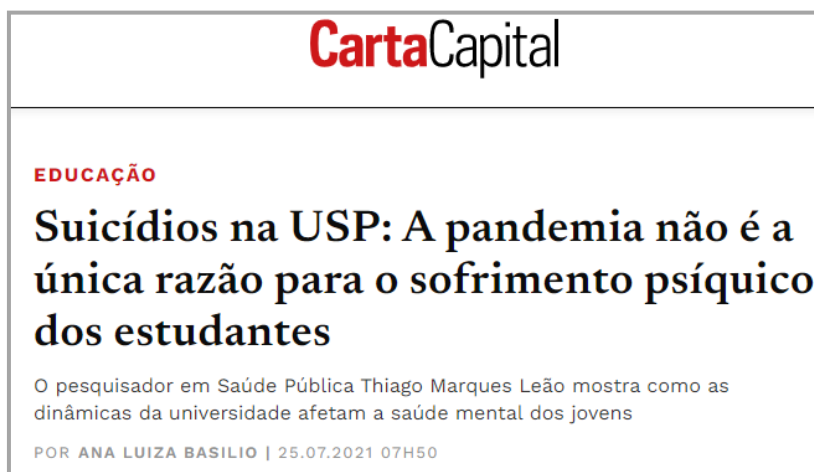 CartaCapital
EDUCAÇÃO
Suicídios na USP: A pandemia não é a
única razão para o sofrimento psíquico
dos estudantes
O pesquisador em Saúde Pública Thiago Marques Leão mostra como as
dinâmicas da universidade afetam a saúde mental dos jovens
POR ANA LUIZA BASILIO | 25.07.2021 07H50